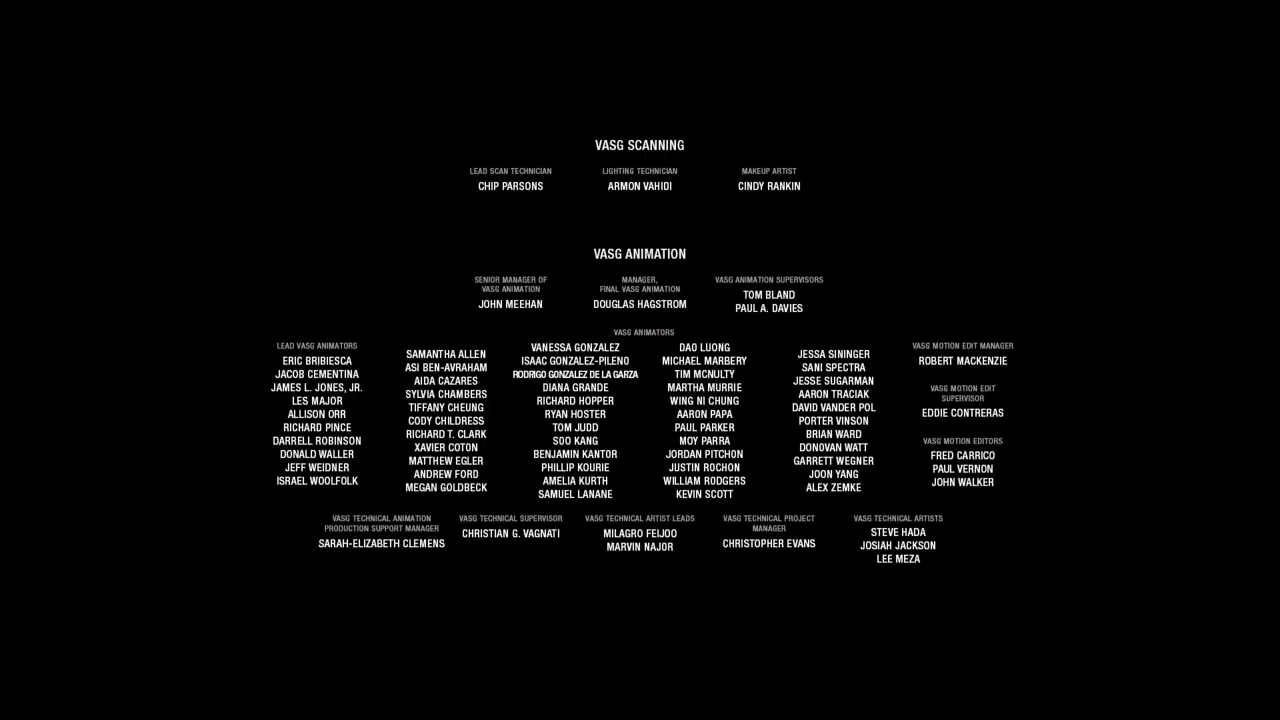 VASG SCANNING
LEAD SCAN TECHNICIAN
CHIP PARSONS
LIGHTING TECHNICIAN
ARMON VAHIDI
MAKEUP ARTIST
CINDY RANKIN
VASG ANIMATION
SENIOR MANAGER OF
VASG ANIMATION
JOHN MEEHAN
MANAGER,
FINAL VASG ANIMATION
DOUGLAS HAGSTROM
VASG ANIMATION SUPERVISORS
TOM BLAND
PAUL A. DAVIES
LEAD VASG ANIMATORS
ERIC BRIBIESCA
JACOB CEMENTINA
JAMES L. JONES, JR.
LES MAJOR
ALLISON ORR
RICHARD PINCE
DARRELL ROBINSON
DONALD WALLER
JEFF WEIDNER
ISRAEL WOOLFOLK
VASG ANIMATORS
SAMANTHA ALLEN
ASI BEN-AVRAHAM
AIDA CAZARES
SYLVIA CHAMBERS
TIFFANY CHEUNG
CODY CHILDRESS
RICHARD T. CLARK
XAVIER COTON
MATTHEW EGLER
ANDREW FORD
MEGAN GOLDBECK
VANESSA GONZALEZ
ISAAC GONZALEZ-PILENO
RODRIGO GONZALEZ DE LA GARZA
DIANA GRANDE
RICHARD HOPPER
RYAN HOSTER
TOM JUDD
SOO KANG
BENJAMIN KANTOR
PHILLIP KOURIE
AMELIA KURTH
SAMUEL LANANE
DAO LUONG
MICHAEL MARBERY
TIM MCNULTY
MARTHA MURRIE
WING NI CHUNG
AARON PAPA
PAUL PARKER
MOY PARRA
JORDAN PITCHON
JUSTIN ROCHON
WILLIAM RODGERS
KEVIN SCOTT
JESSA SININGER
SANI SPECTRA
JESSE SUGARMAN
AARON TRACIAK
DAVID VANDER POL
PORTER VINSON
BRIAN WARD
DONOVAN WATT
GARRETT WEGNER
JOON YANG
ALEX ZEMKE
VASG MOTION EDIT MANAGER
ROBERT MACKENZIE
VASG MOTION EDIT
SUPERVISOR
EDDIE CONTRERAS
VASG MOTION EDITORS
FRED CARRICO
PAUL VERNON
JOHN WALKER
VASG TECHNICAL ANIMATION
PRODUCTION SUPPORT MANAGER
SARAH-ELIZABETH CLEMENS
VASG TECHNICAL SUPERVISOR
CHRISTIAN G. VAGNATI
VASG TECHNICAL ARTIST LEADS
MILAGRO FEIJOO
MARVIN NAJOR
VASG TECHNICAL PROJECT
MANAGER
CHRISTOPHER EVANS
VASG TECHNICAL ARTISTS
STEVE HADA
JOSIAH JACKSON
LEE MEZA